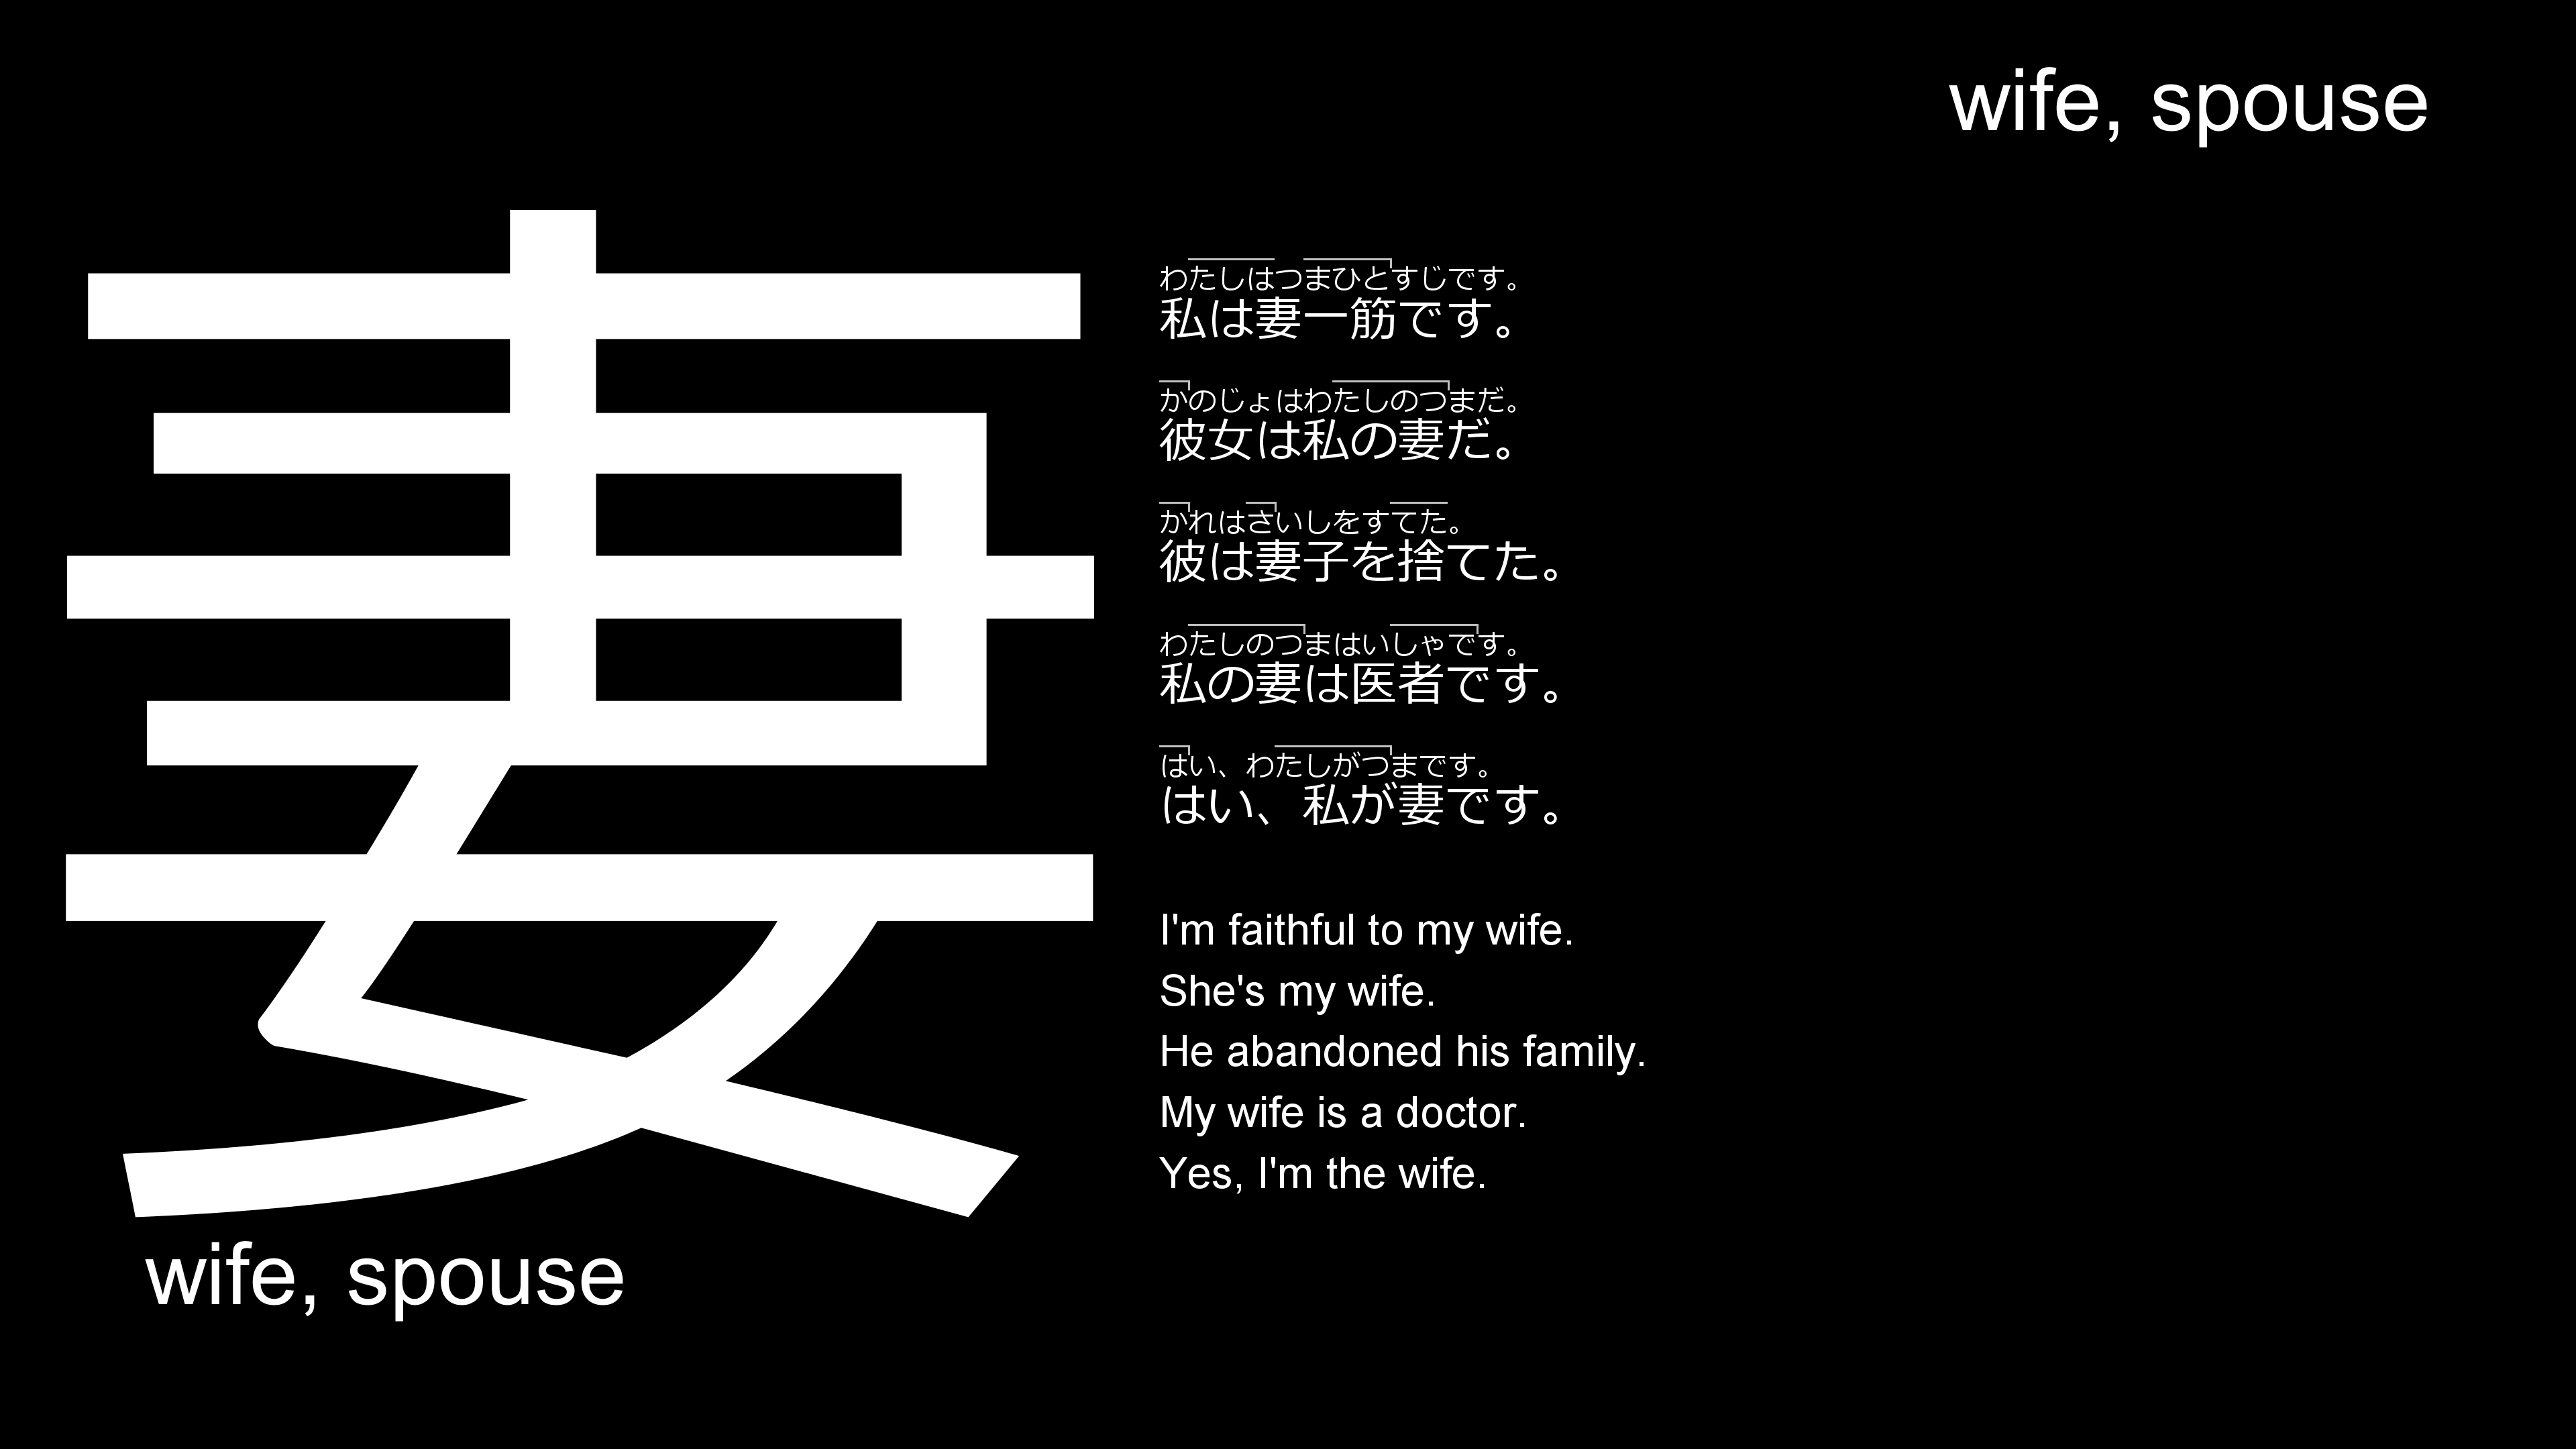 wife, spouse
妻
wife, spouse
わたしはつまひとすじです。
私は妻一筋です。
かのじょはわたしのつまだ。
彼女は私の妻だ。
かれはさいしをすてた。
彼は妻子を捨てた。
わたしのつまはいしゃです。
私の妻は医者です。
はい、わたしがつまです。
はい、私が妻です。
I'm faithful to my wife.
She's my wife.
He abandoned his family.
My wife is a doctor.
Yes, I'm the wife.